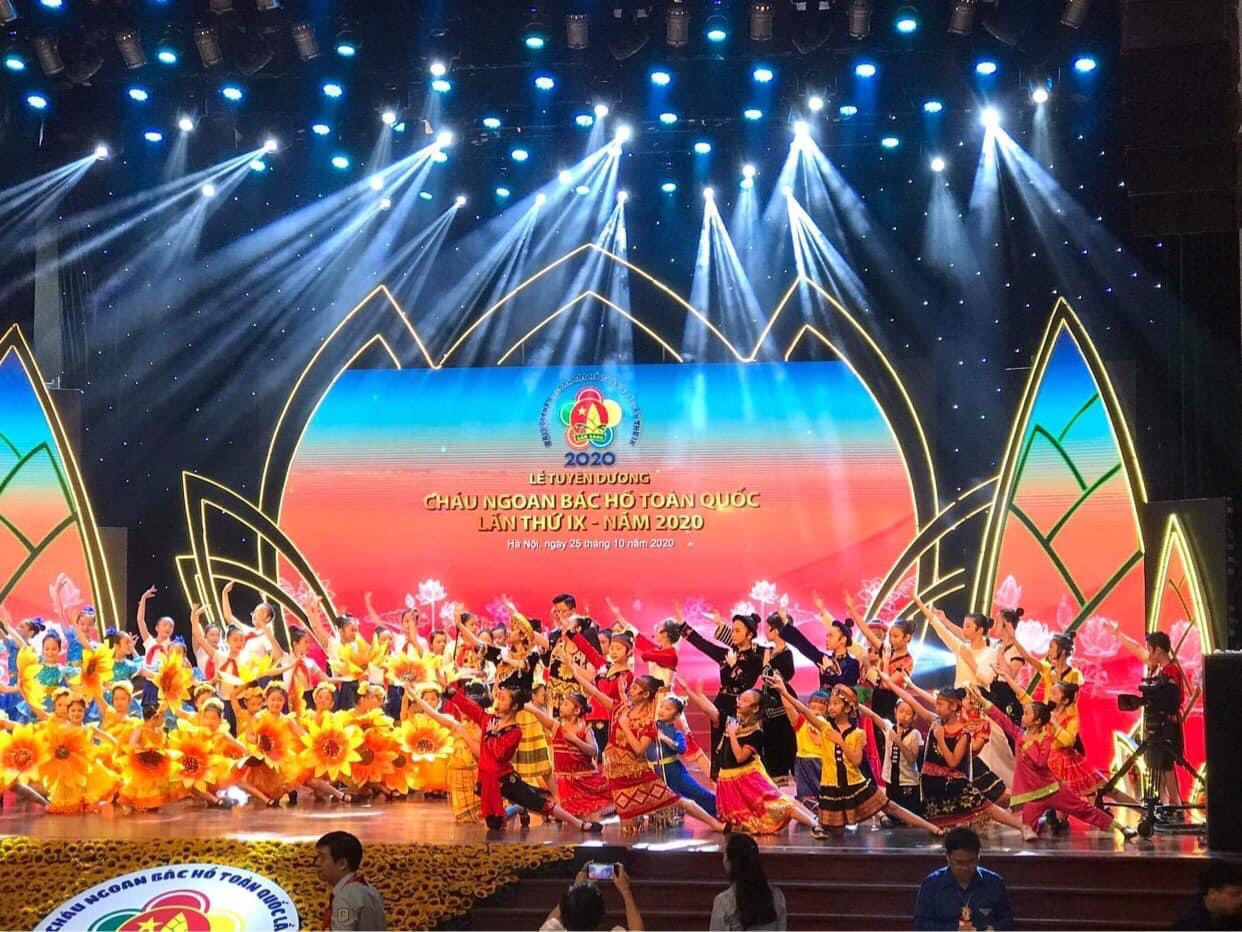 2020
LỄ TUYÊN DƯƠNG
CHÁU NGOAN BÁC HỒ TOÀN QUỐC
LẦN THỨ IX - NĂM 2020
Hà Nội, ngày 25 tháng 10 năm 2020
CHÁU NGOAN BÁC HỒ TOÀN QUỐC